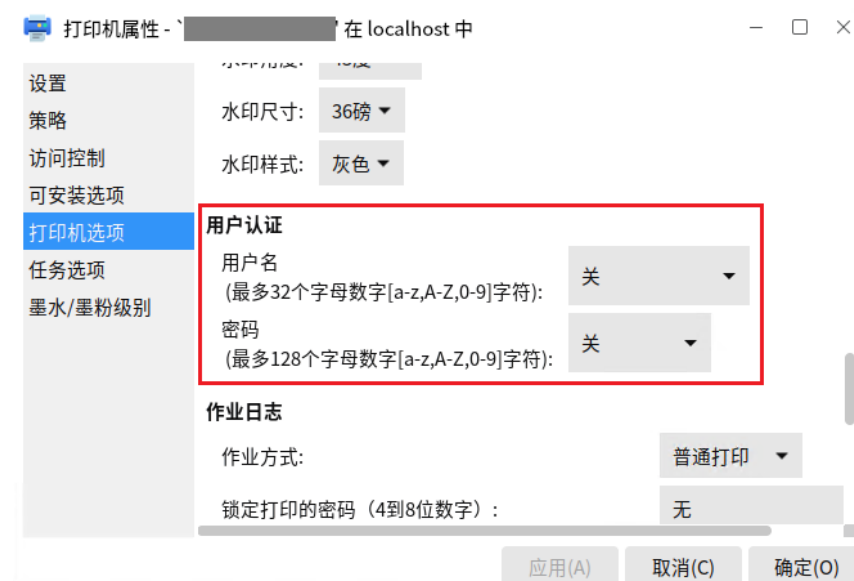 打印机属性 - `' 在 localhost 中
设置
策略
访问控制
可安装选项
打印机选项
任务选项
墨水/墨粉级别
水印尺寸: 36磅
水印样式: 灰色
用户认证
用户名
(最多32个字母数字[a-z,A-Z,0-9]字符): 关
密码
(最多128个字母数字[a-z,A-Z,0-9]字符): 关
作业日志
作业方式: 普通打印
锁定打印的密码（4到8位数字）: 无
应用(A) 取消(C) 确定(O)